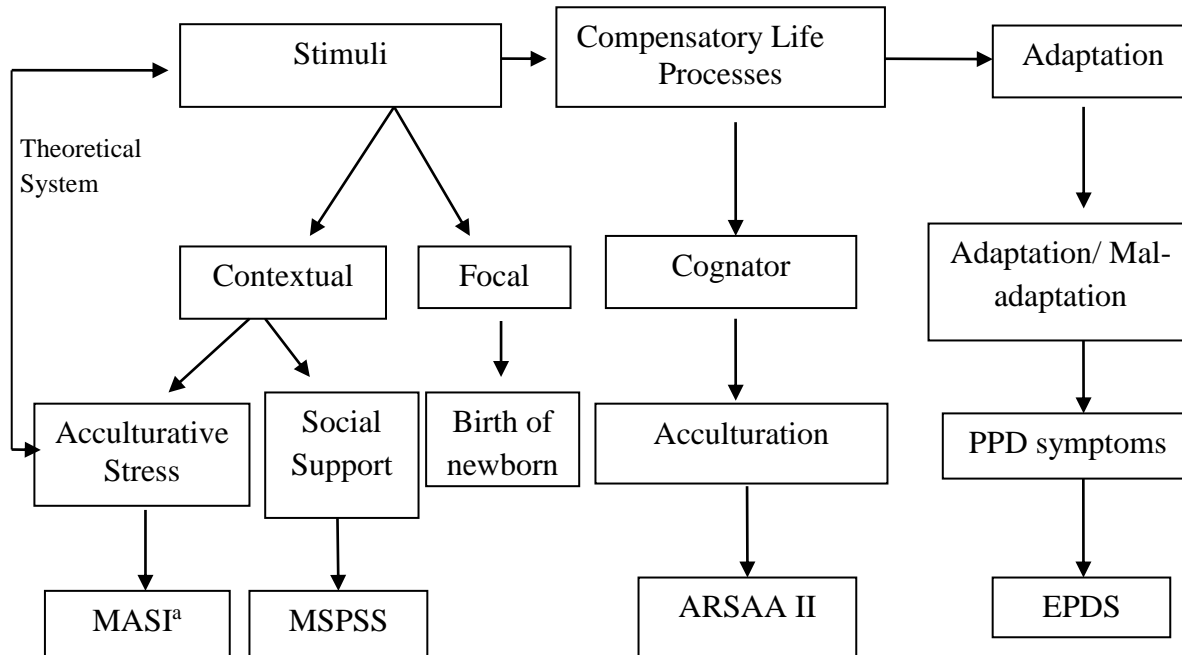 Stimuli
Compensatory Life
Processes
Adaptation
Theoretical
System
Contextual
Focal
Cognator
Adaptation/ Mal-
adaptation
Acculturative
Stress
Social
Support
Birth of
newborn
Acculturation
PPD symptoms
MASIᵃ
MSPSS
ARSAA II
EPDS